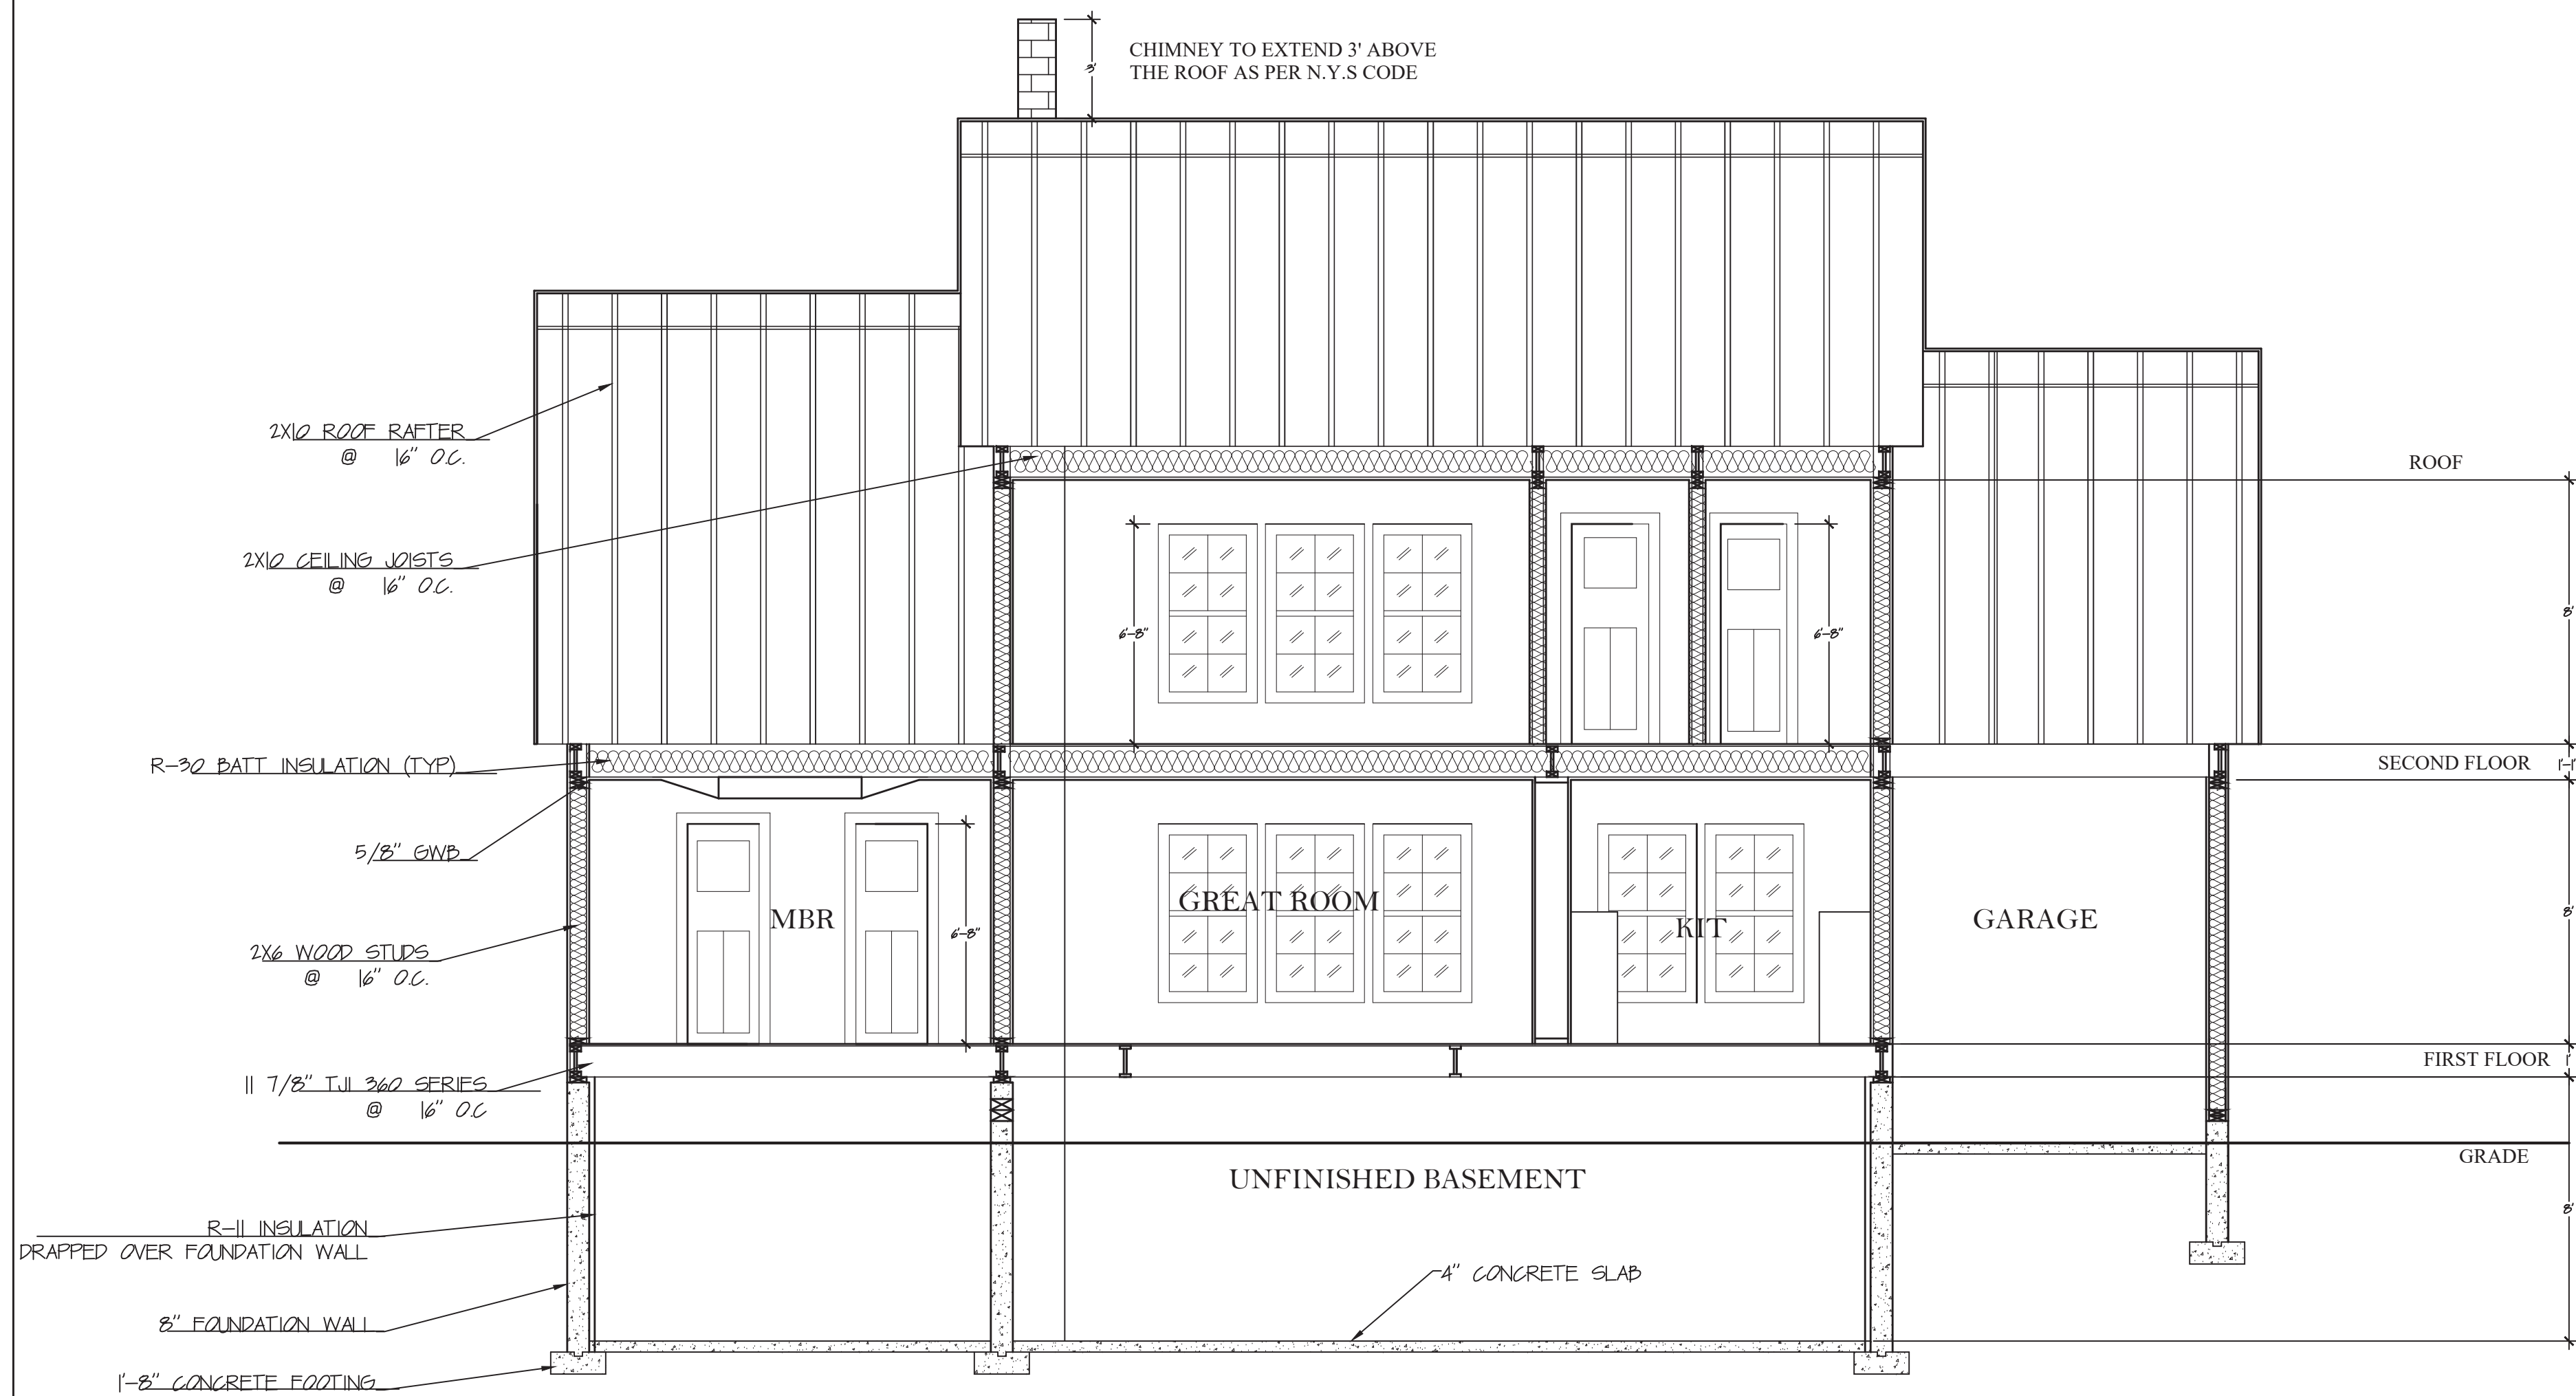 CHIMNEY TO EXTEND 3' ABOVE
THE ROOF AS PER N.Y.S CODE
3'
2X10 ROOF RAFTER
@ 16" O.C.
ROOF
2X10 CEILING JOISTS
@ 16" O.C.
6'-8"
6'-8"
8'
R-30 BATT INSULATION (TYP)
SECOND FLOOR
1'-1"
5/8" GWB
MBR
GREAT ROOM
KIT
GARAGE
6'-8"
8'
2X6 WOOD STUDS
@ 16" O.C.
FIRST FLOOR
1'
11 7/8" TJI 360 SERIES
@ 16" O.C
GRADE
UNFINISHED BASEMENT
8'
R-11 INSULATION
DRAPPED OVER FOUNDATION WALL
4" CONCRETE SLAB
8" FOUNDATION WALL
1'-8" CONCRETE FOOTING